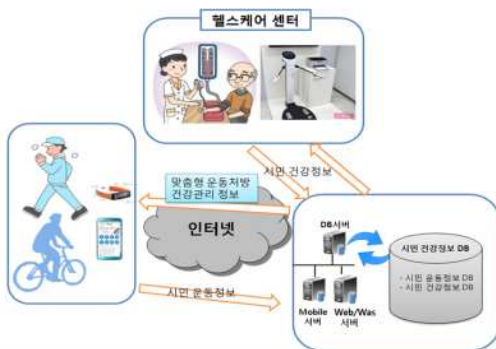 헬스케어 센터
시민 건강정보
맞춤형 운동처방
건강관리 정보
인터넷
DB서버
시민 건강정보 DB
- 시민 운동정보 DB
- 시민 건강정보 DB
Mobile
서버
Web/Was
서버
시민 운동정보